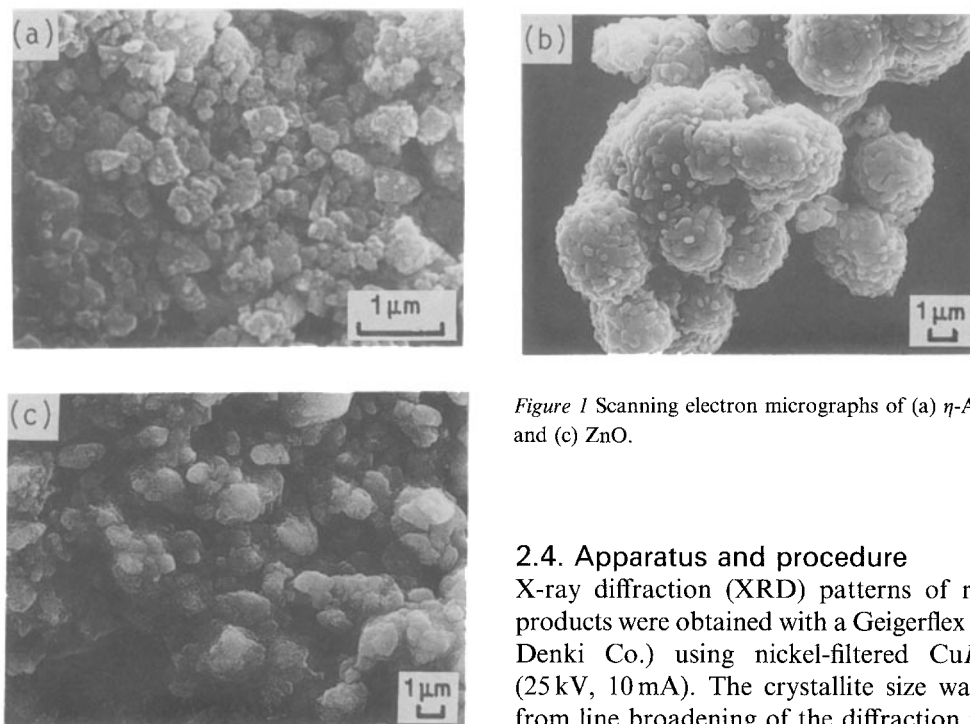 (a)
1 μm
(b)
1 μm
(c)
1 μm
Figure 1 Scanning electron micrographs of (a) η-
and (c) ZnO.
2.4. Apparatus and procedure
X-ray diffraction (XRD) patterns of
products were obtained with a Geigerflex
Denki Co.) using nickel-filtered
(25 kV, 10 mA). The crystallite size
from line broadening of the diffraction